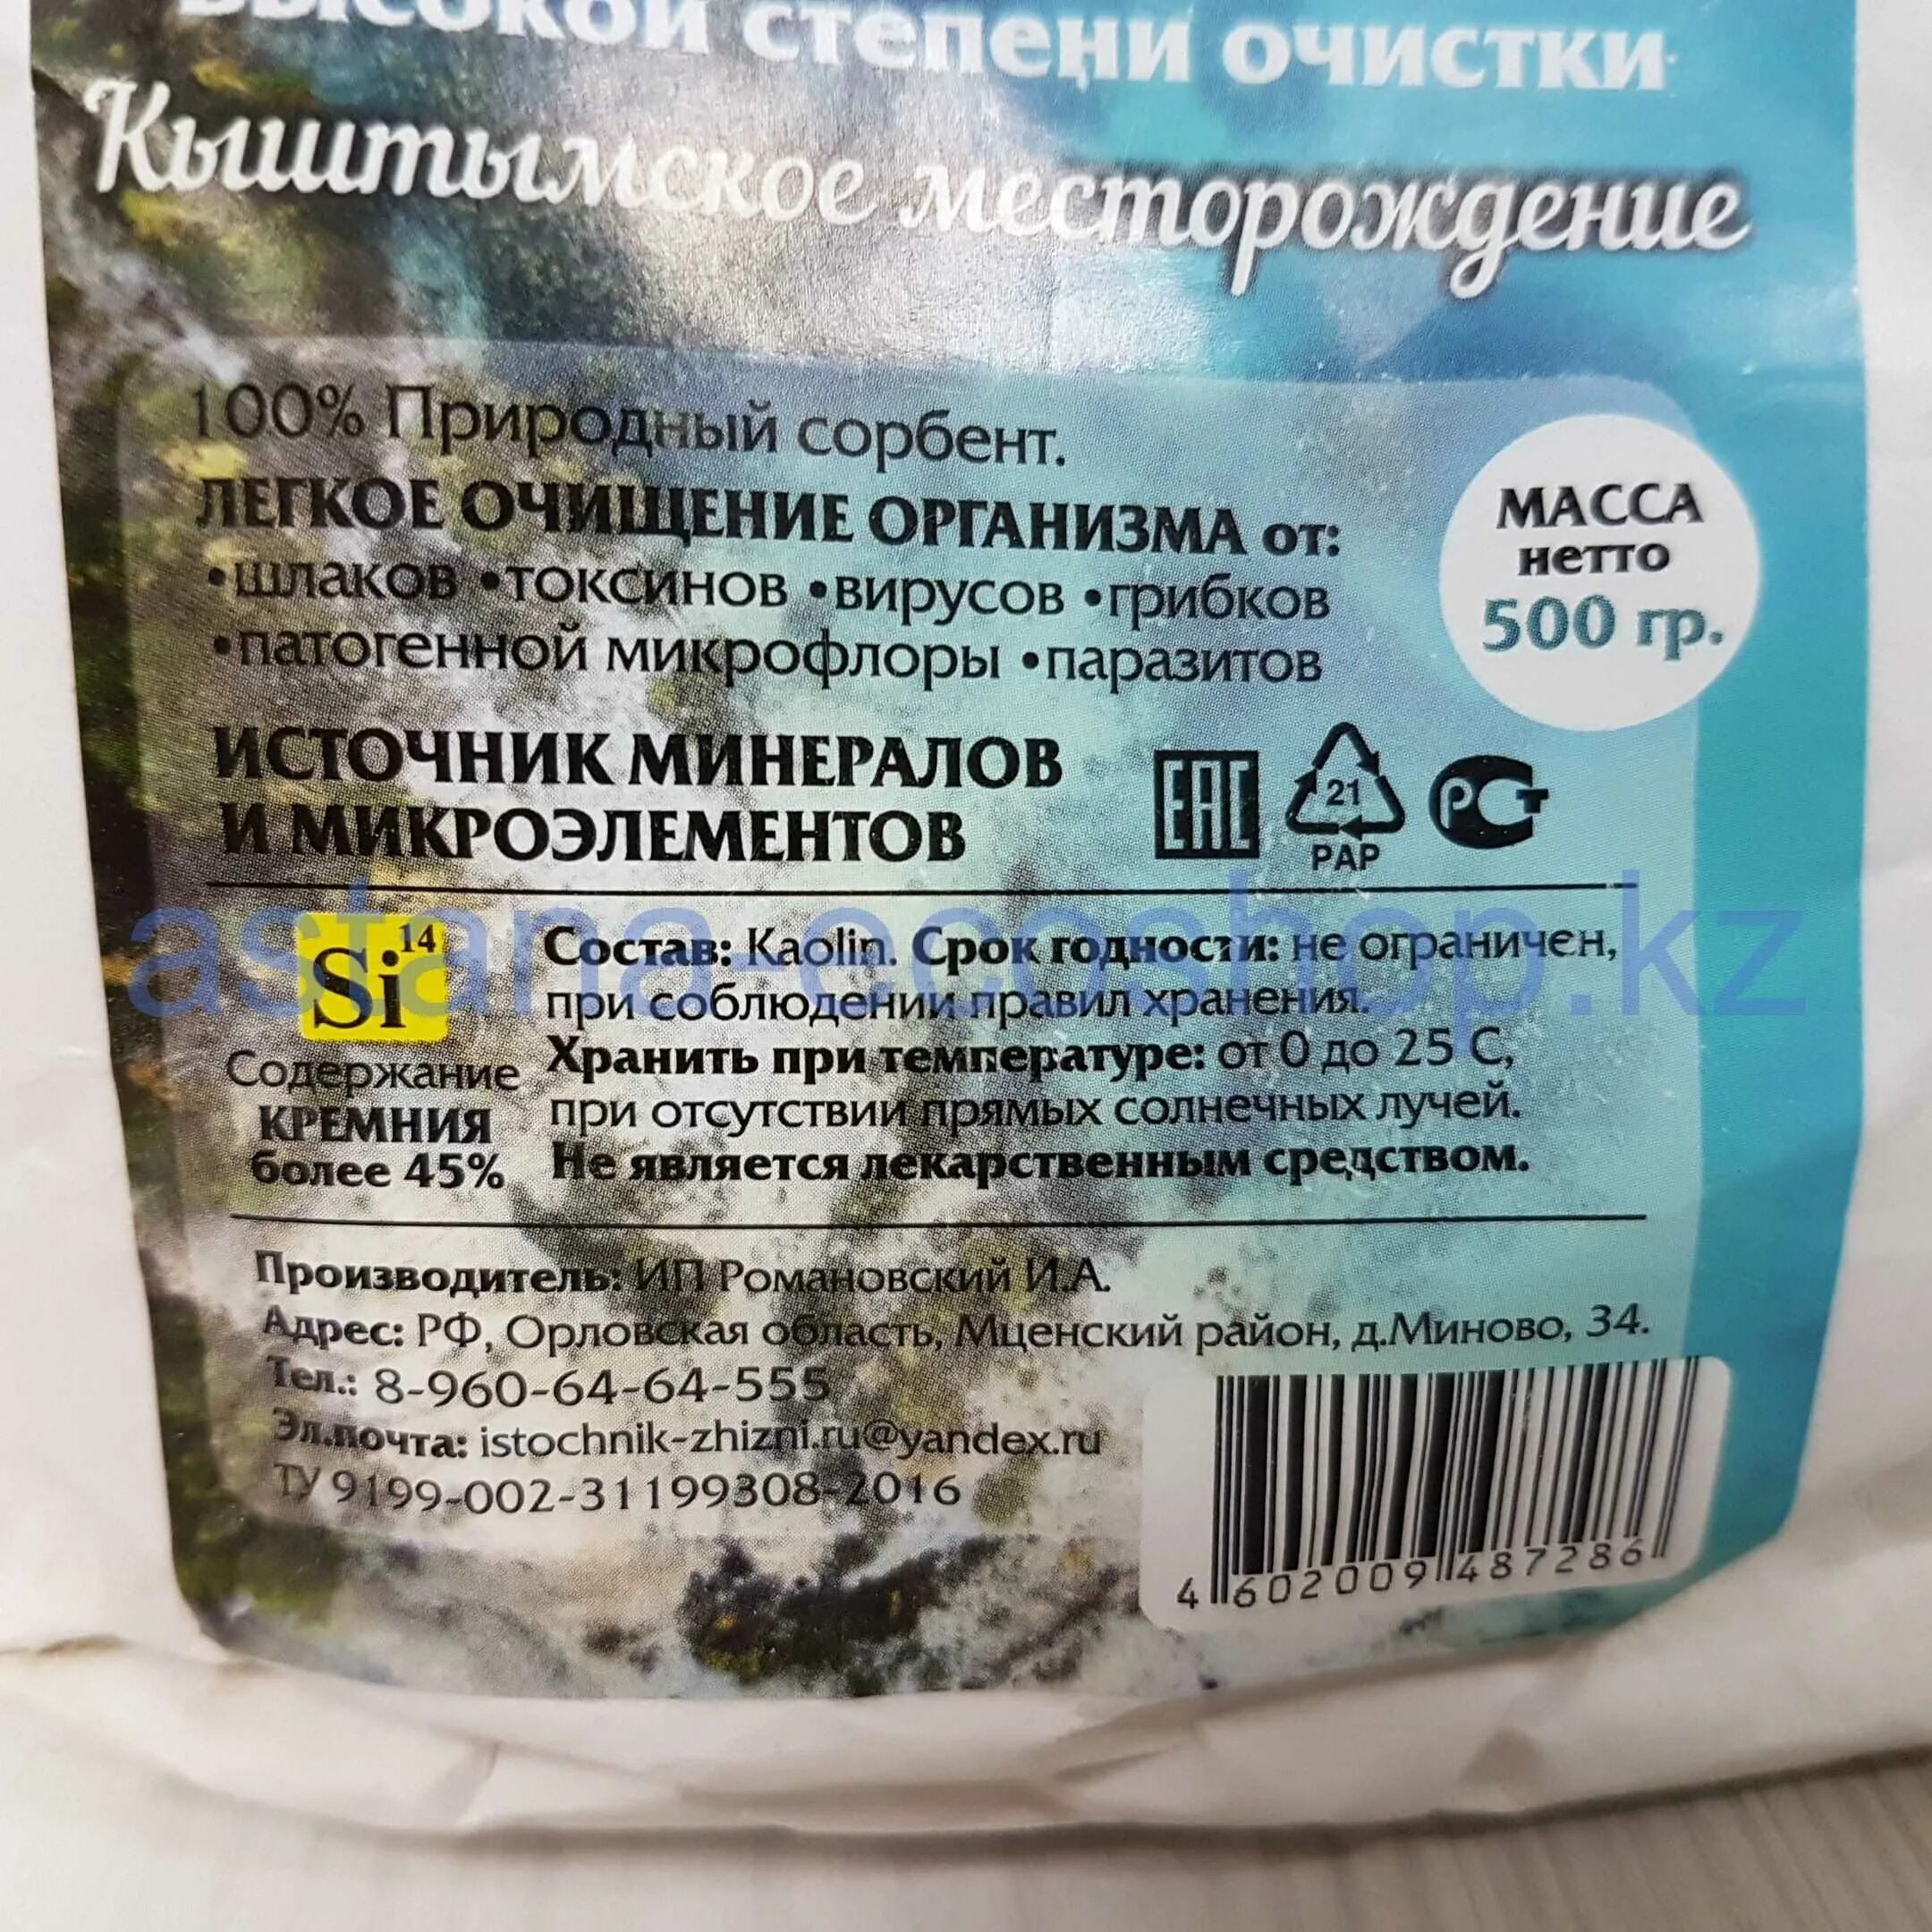 высокой степени очистки
Кыштымское месторождение
100% Природный сорбент.
ЛЕГКОЕ ОЧИЩЕНИЕ ОРГАНИЗМА от:
•шлаков •токсинов •вирусов •грибков
•патогенной микрофлоры •паразитов
МАССА
нетто
500 гр.
ИСТОЧНИК МИНЕРАЛОВ
И МИКРОЭЛЕМЕНТОВ
EAC
21
PAP
РСТ
astana-ecoshop.kz
Si 14
Содержание
КРЕМНИЯ
более 45%
Состав: Kaolin. Срок годности: не ограничен,
при соблюдении правил хранения.
Хранить при температуре: от 0 до 25 С,
при отсутствии прямых солнечных лучей.
Не является лекарственным средством.
Производитель: ИП Романовский И.А.
Адрес: РФ, Орловская область, Мценский район, д.Миново, 34.
Тел.: 8-960-64-64-555
Эл.почта: istochnik-zhizni.ru@yandex.ru
ТУ 9199-002-31199308-2016
4 602009 487286